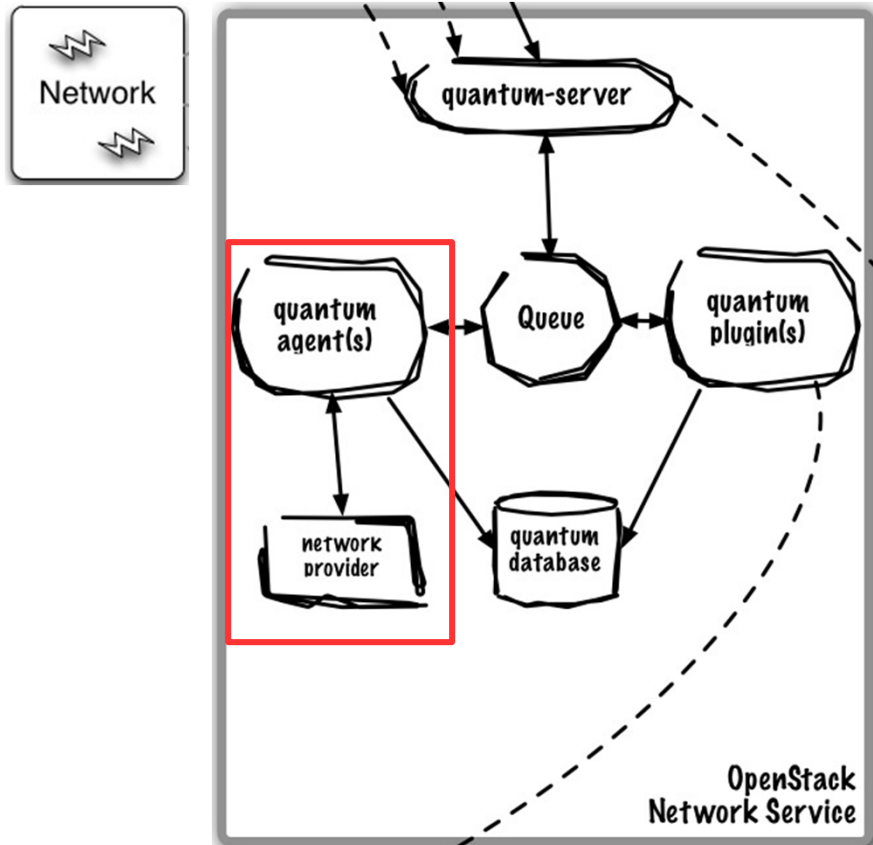 Network
quantum-server
quantum
agent(s)
Queue
quantum
plugin(s)
network
provider
quantum
database
OpenStack
Network Service